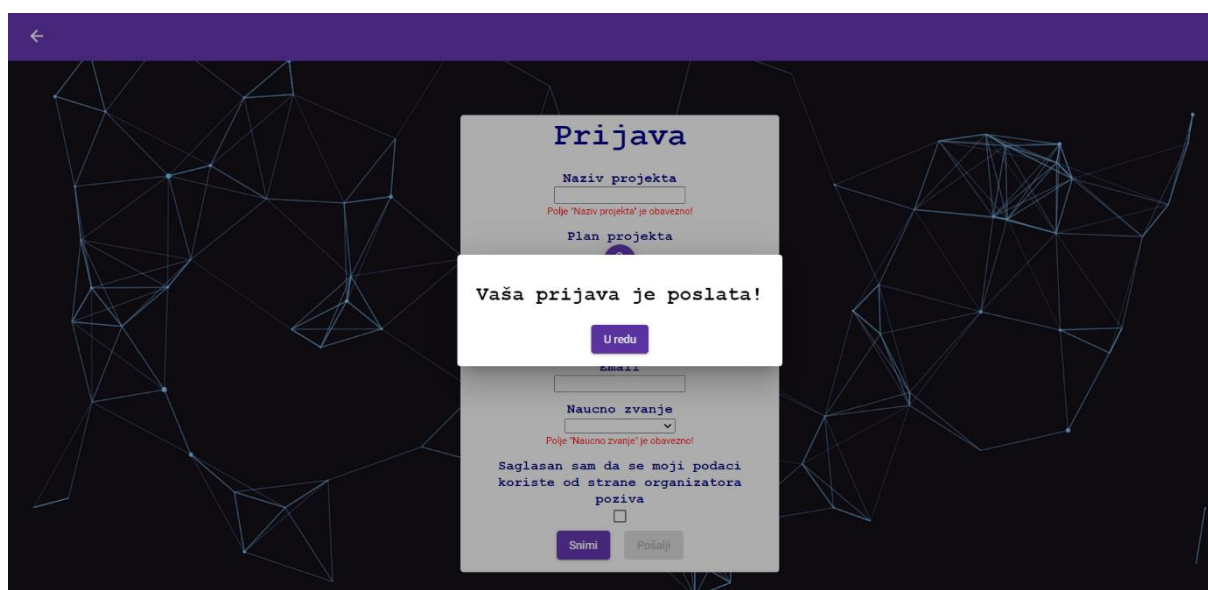 Prijava
Naziv projekta
Polje "Naziv projekta" je obavezno!
Plan projekta
Vaša prijava je poslata!
U redu
Email
Naucno zvanje
Polje "Naucno zvanje" je obavezno!
Saglasan sam da se moji podaci
koriste od strane organizatora
poziva
Snimi Pošalji